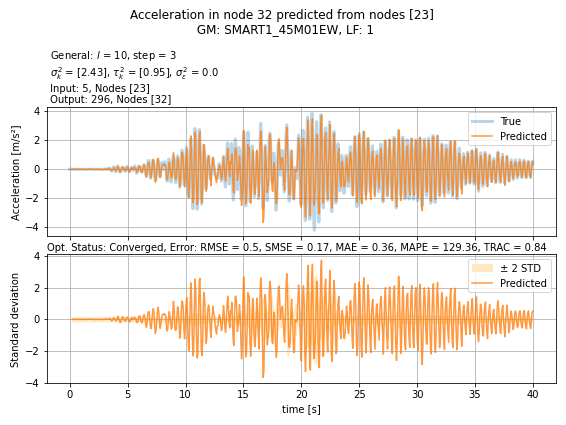 Acceleration in node 32 predicted from nodes [23]
GM: SMART1_45M01EW, LF: 1
General: l = 10, step = 3
σ²ₖ = [2.43], τ²ₖ = [0.95], σ²ₑ = 0.0
Input: 5, Nodes [23]
Output: 296, Nodes [32]
4
2
0
−2
−4
Acceleration [m/s²]
True
Predicted
Opt. Status: Converged, Error: RMSE = 0.5, SMSE = 0.17, MAE = 0.36, MAPE = 129.36, TRAC = 0.84
4
2
0
−2
−4
Standard deviation
± 2 STD
Predicted
0 5 10 15 20 25 30 35 40
time [s]